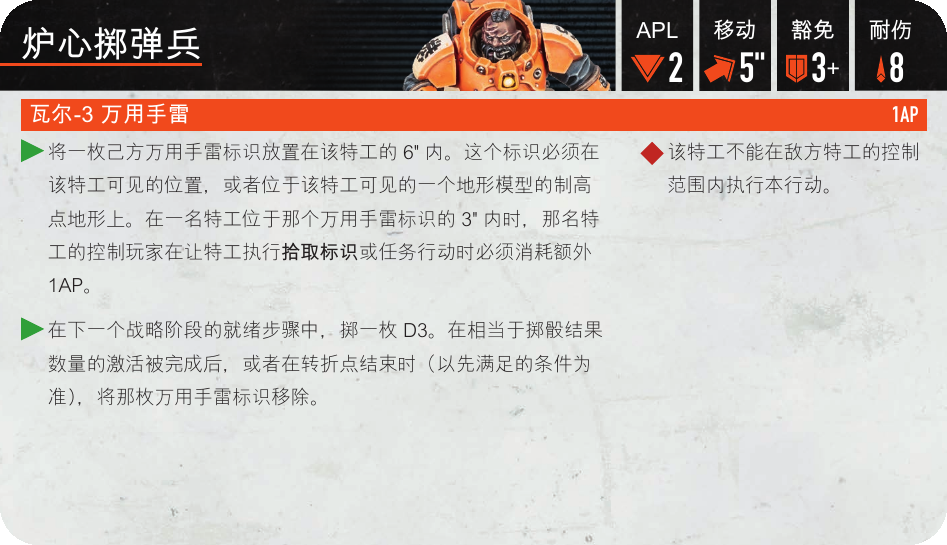 炉心掷弹兵
APL 2
移动 5"
豁免 3+
耐伤 8
瓦尔-3 万用手雷 1AP
将一枚己方万用手雷标识放置在该特工的 6" 内。这个标识必须在
该特工可见的位置，或者位于该特工可见的一个地形模型的制高
点地形上。在一名特工位于那个万用手雷标识的 3" 内时，那名特
工的控制玩家在让特工执行拾取标识或任务行动时必须消耗额外
1AP。
在下一个战略阶段的就绪步骤中，掷一枚 D3。在相当于掷骰结果
数量的激活被完成后，或者在转折点结束时（以先满足的条件为
准），将那枚万用手雷标识移除。
该特工不能在敌方特工的控制
范围内执行本行动。